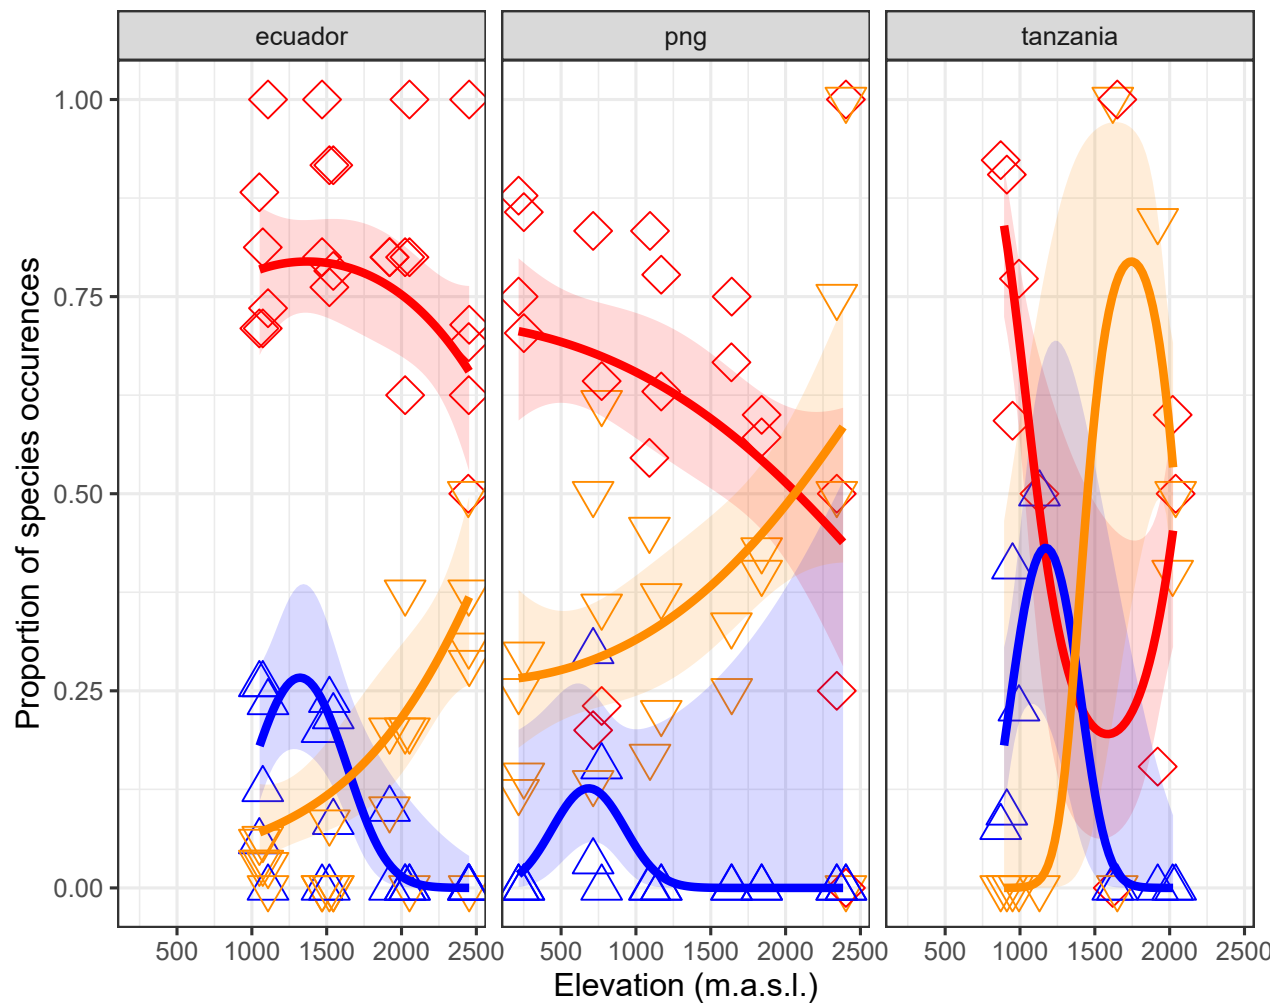 ecuador png tanzania
1.00
0.75
0.50
0.25
0.00
500 1000 1500 2000 2500 500 1000 1500 2000 2500 500 1000 1500 2000 2500
Elevation (m.a.s.l.)
Proportion of species occurences